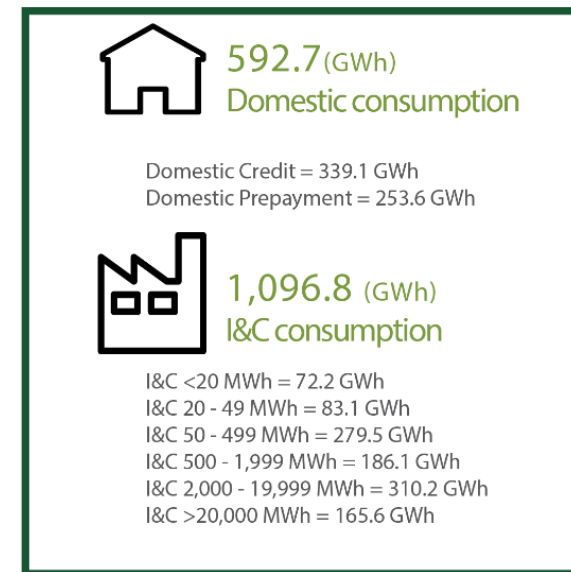 592.7(GWh)
Domestic consumption
Domestic Credit = 339.1 GWh
Domestic Prepayment = 253.6 GWh
1,096.8 (GWh)
I&C consumption
I&C <20 MWh = 72.2 GWh
I&C 20 - 49 MWh = 83.1 GWh
I&C 50 - 499 MWh = 279.5 GWh
I&C 500 - 1,999 MWh = 186.1 GWh
I&C 2,000 - 19,999 MWh = 310.2 GWh
I&C >20,000 MWh = 165.6 GWh